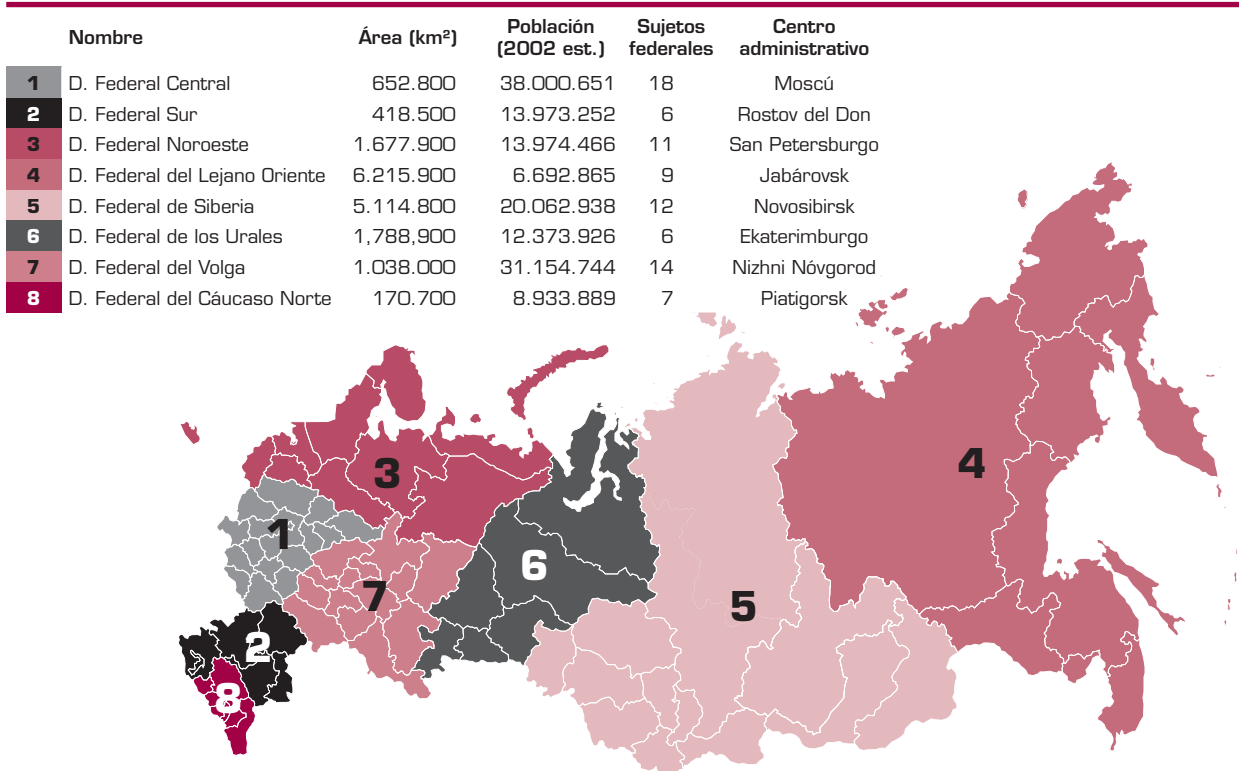 Nombre Área (km²) Población (2002 est.) Sujetos federales Centro administrativo
1 D. Federal Central 652.800 38.000.651 18 Moscú
2 D. Federal Sur 418.500 13.973.252 6 Rostov del Don
3 D. Federal Noroeste 1.677.900 13.974.466 11 San Petersburgo
4 D. Federal del Lejano Oriente 6.215.900 6.692.865 9 Jabárovsk
5 D. Federal de Siberia 5.114.800 20.062.938 12 Novosibirsk
6 D. Federal de los Urales 1,788,900 12.373.926 6 Ekaterimburgo
7 D. Federal del Volga 1.038.000 31.154.744 14 Nizhni Nóvgorod
8 D. Federal del Cáucaso Norte 170.700 8.933.889 7 Piatigorsk
3
4
1
6
7
5
2
8